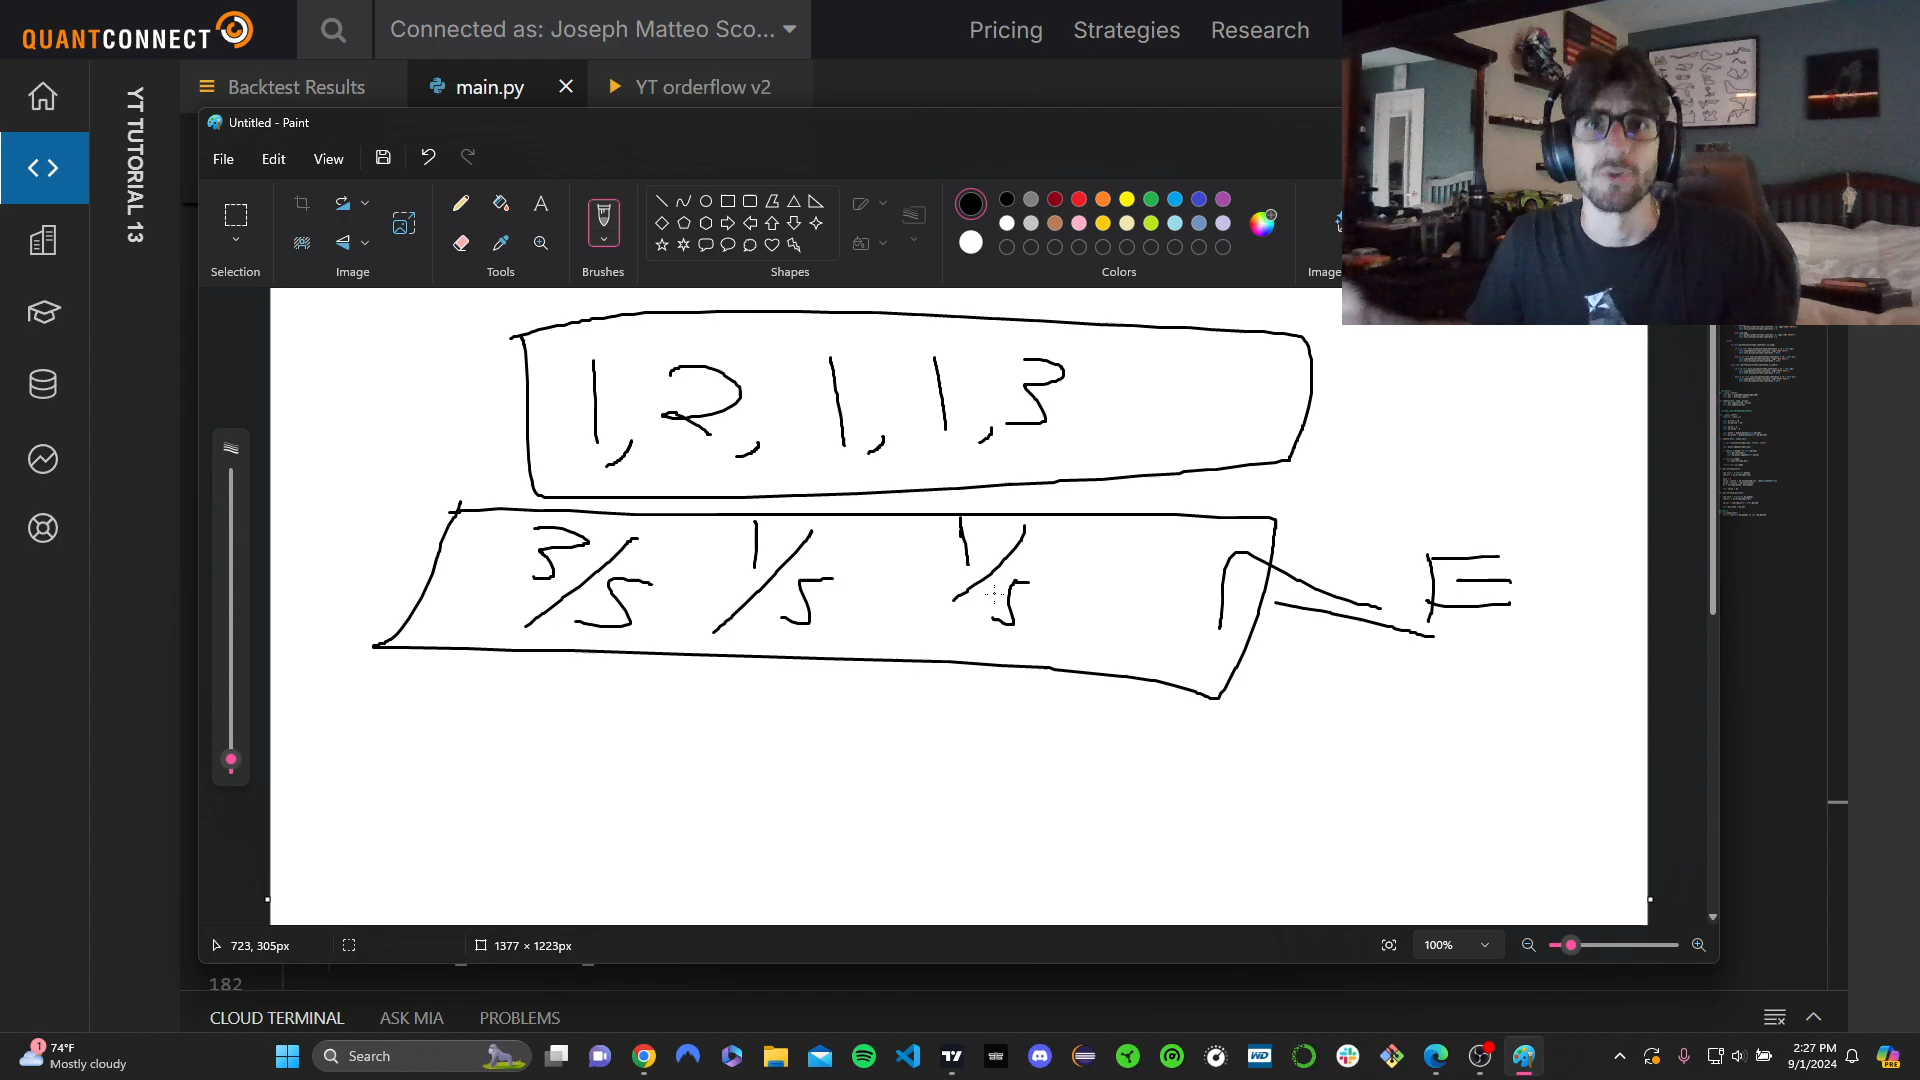 QUANTCONNECT
Connected as: Joseph Matteo Sco...
Pricing
Strategies
Research
YT TUTORIAL 13
Backtest Results
main.py
YT orderflow v2
Untitled - Paint
File
Edit
View
Selection
Image
Tools
Brushes
Shapes
Colors
Image
1, 2, 1, 1, 3
3/5 1/5 1/5
E
723, 305px
1377 × 1223px
100%
182
CLOUD TERMINAL
ASK MIA
PROBLEMS
1
74°F
Mostly cloudy
Search
WD
PRE
2:27 PM
9/1/2024